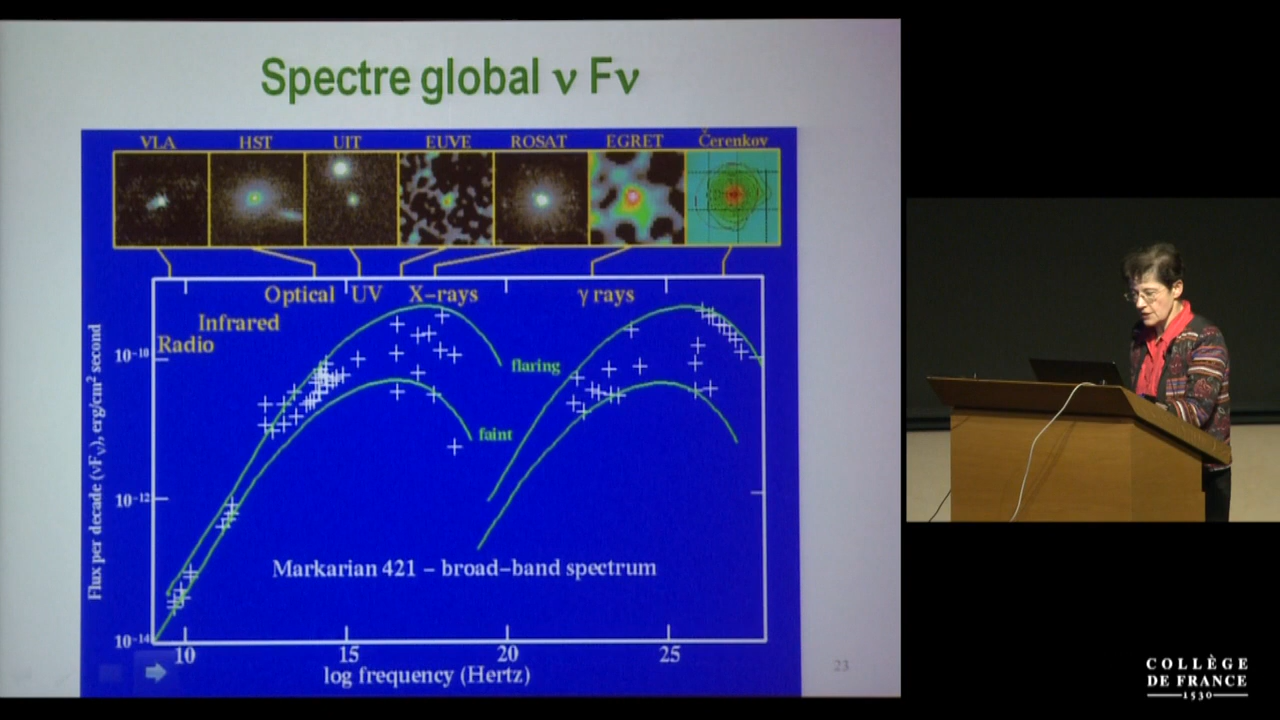 Spectre global ν Fν
VLA HST UIT EUVE ROSAT EGRET Čerenkov
Optical UV X-rays γ rays
Infrared
Radio
flaring
faint
Markarian 421 – broad-band spectrum
Flux per decade (νFν), erg/cm² second
10⁻¹⁰
10⁻¹²
10⁻¹⁴
10 15 20 25
log frequency (Hertz)
23
COLLÈGE
DE FRANCE
1530